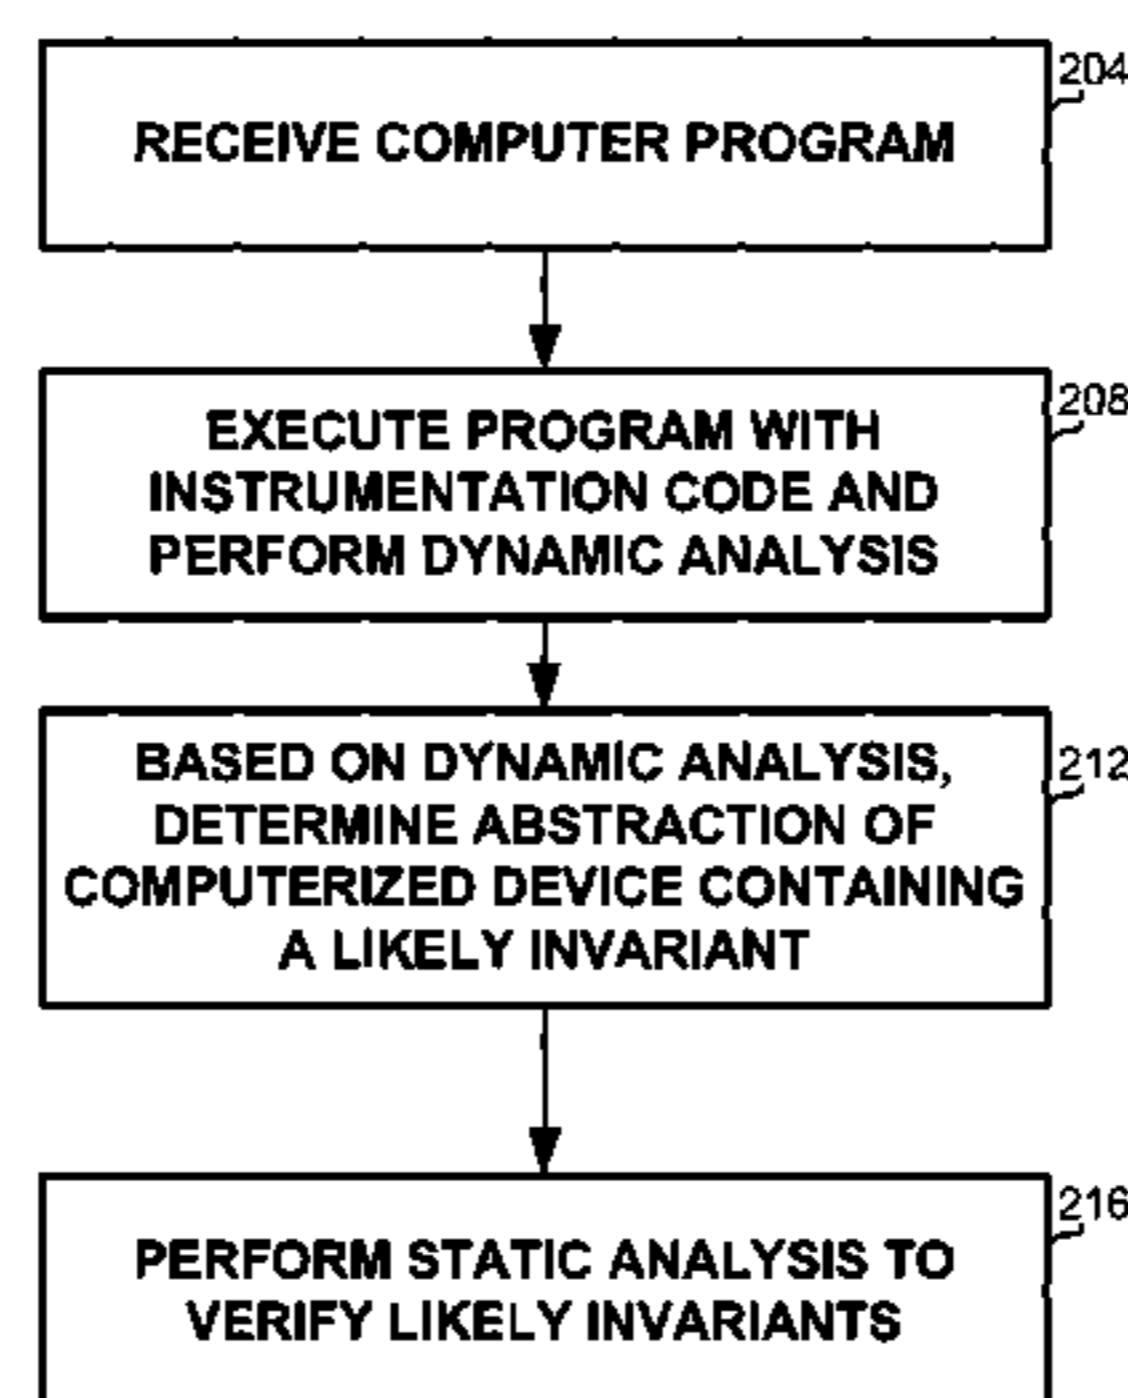 204
RECEIVE COMPUTER PROGRAM
208
EXECUTE PROGRAM WITH
INSTRUMENTATION CODE AND
PERFORM DYNAMIC ANALYSIS
212
BASED ON DYNAMIC ANALYSIS,
DETERMINE ABSTRACTION OF
COMPUTERIZED DEVICE CONTAINING
A LIKELY INVARIANT
216
PERFORM STATIC ANALYSIS TO
VERIFY LIKELY INVARIANTS